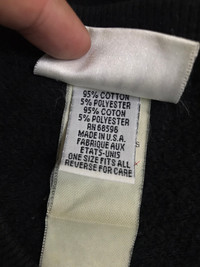 95% COTTON
5% POLYESTER
95% COTON
5% POLYESTER
RN 68596
MADE IN U.S.A.
FABRIQUE AUX
ETATS-UNIS
ONE SIZE FITS ALL
REVERSE FOR CARE